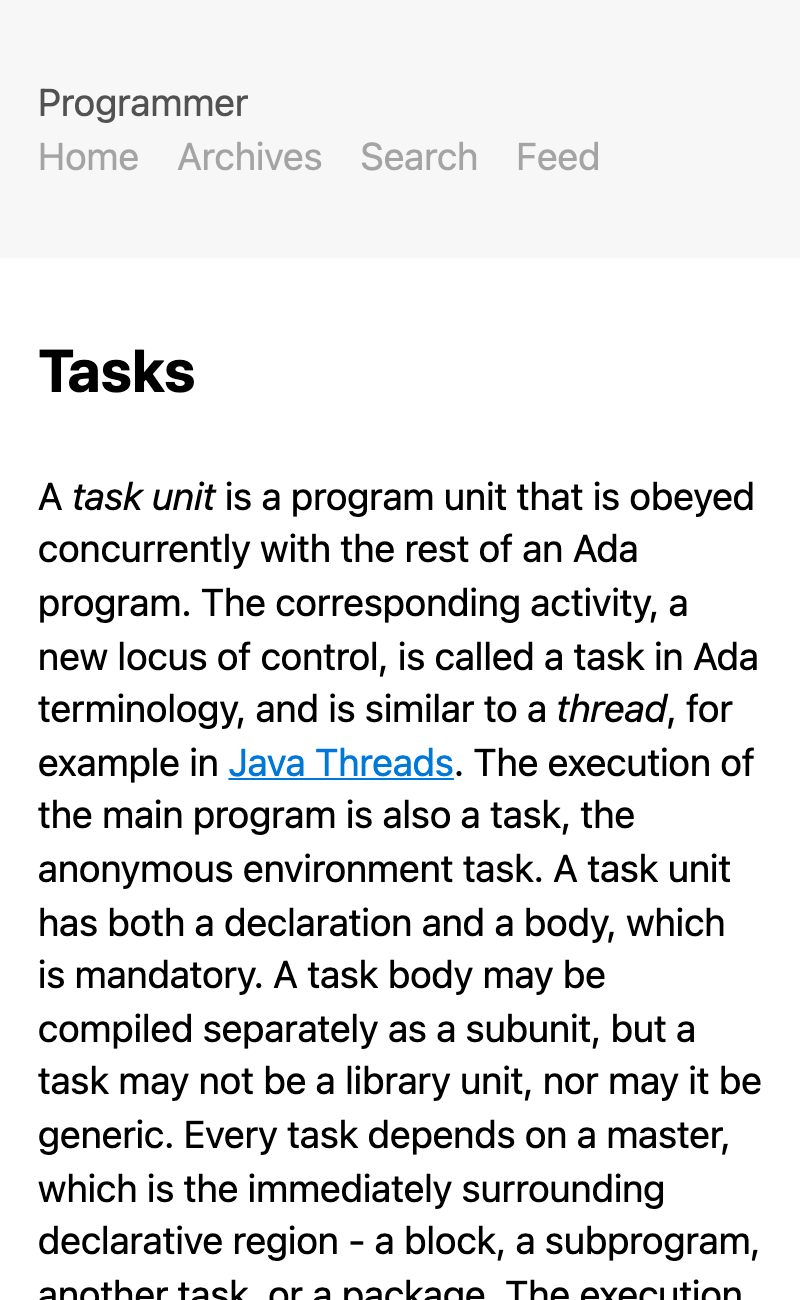 Programmer
Home Archives Search Feed
Tasks
A task unit is a program unit that is obeyed
concurrently with the rest of an Ada
program. The corresponding activity, a
new locus of control, is called a task in Ada
terminology, and is similar to a thread, for
example in Java Threads. The execution of
the main program is also a task, the
anonymous environment task. A task unit
has both a declaration and a body, which
is mandatory. A task body may be
compiled separately as a subunit, but a
task may not be a library unit, nor may it be
generic. Every task depends on a master,
which is the immediately surrounding
declarative region - a block, a subprogram,
another task, or a package. The execution